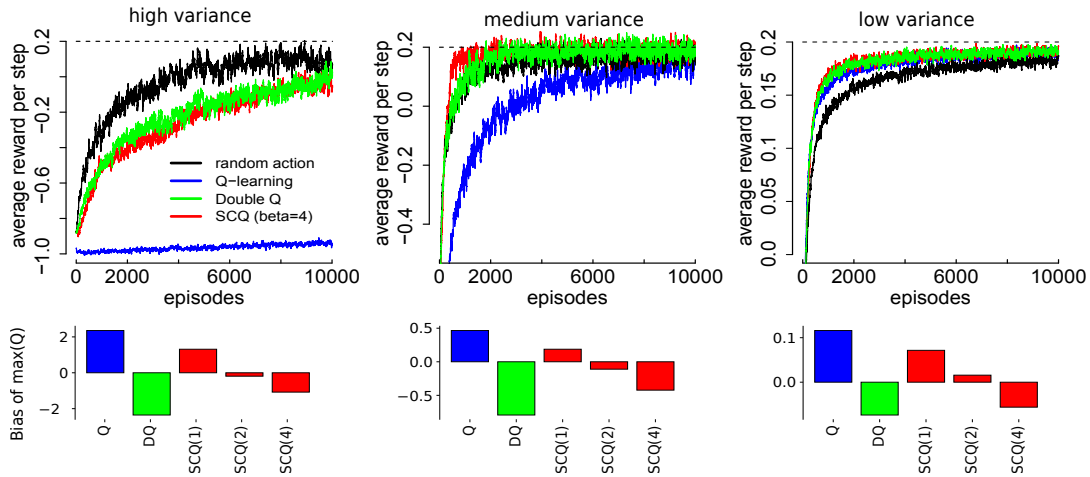 high variance
medium variance
low variance
average reward per step
0.2
−0.2
−0.6
−1.0
random action
Q−learning
Double Q
SCQ (beta=4)
0
2000
6000
10000
episodes
average reward per step
0.2
0.0
−0.2
−0.4
0
2000
6000
10000
episodes
average reward per step
0.2
0.15
0.1
0.05
0.0
0
2000
6000
10000
episodes
Bias of max(Q)
2
0
−2
Q
DQ
SCQ(1)
SCQ(2)
SCQ(4)
0.5
0.0
−0.5
Q
DQ
SCQ(1)
SCQ(2)
SCQ(4)
0.1
0.0
Q
DQ
SCQ(1)
SCQ(2)
SCQ(4)